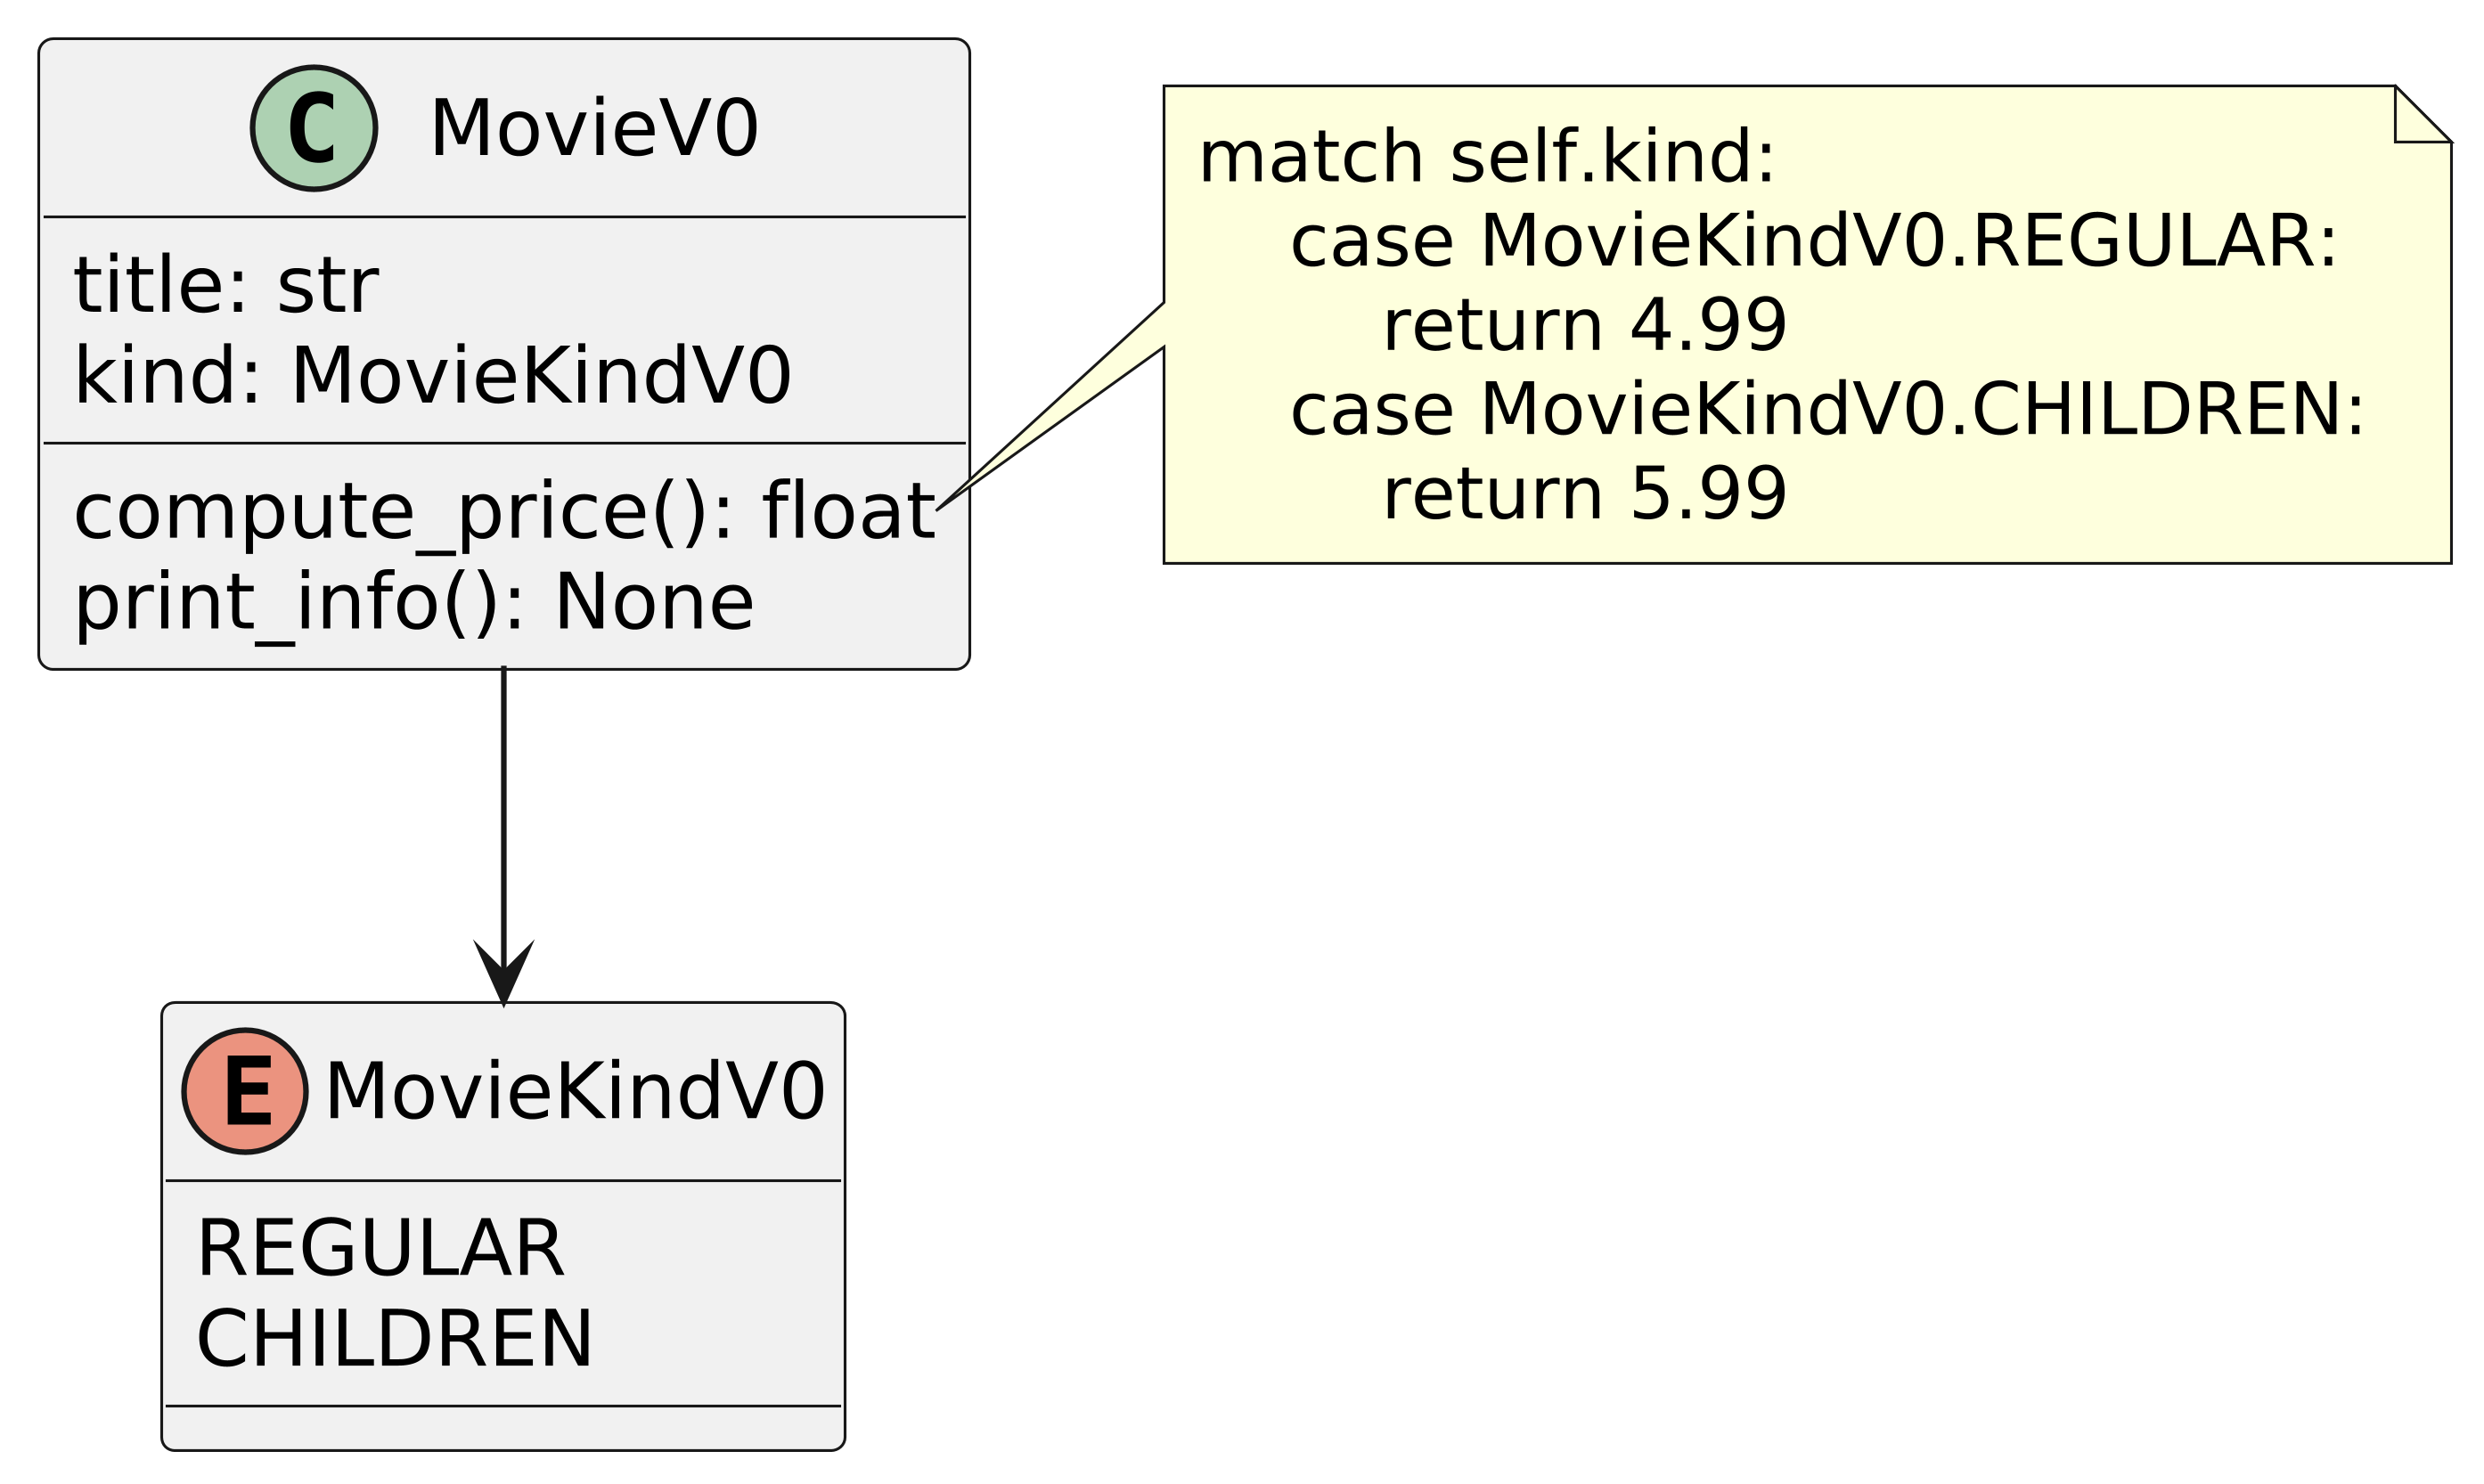 C MovieV0
title: str
kind: MovieKindV0
compute_price(): float
print_info(): None
match self.kind:
    case MovieKindV0.REGULAR:
        return 4.99
    case MovieKindV0.CHILDREN:
        return 5.99
E MovieKindV0
REGULAR
CHILDREN